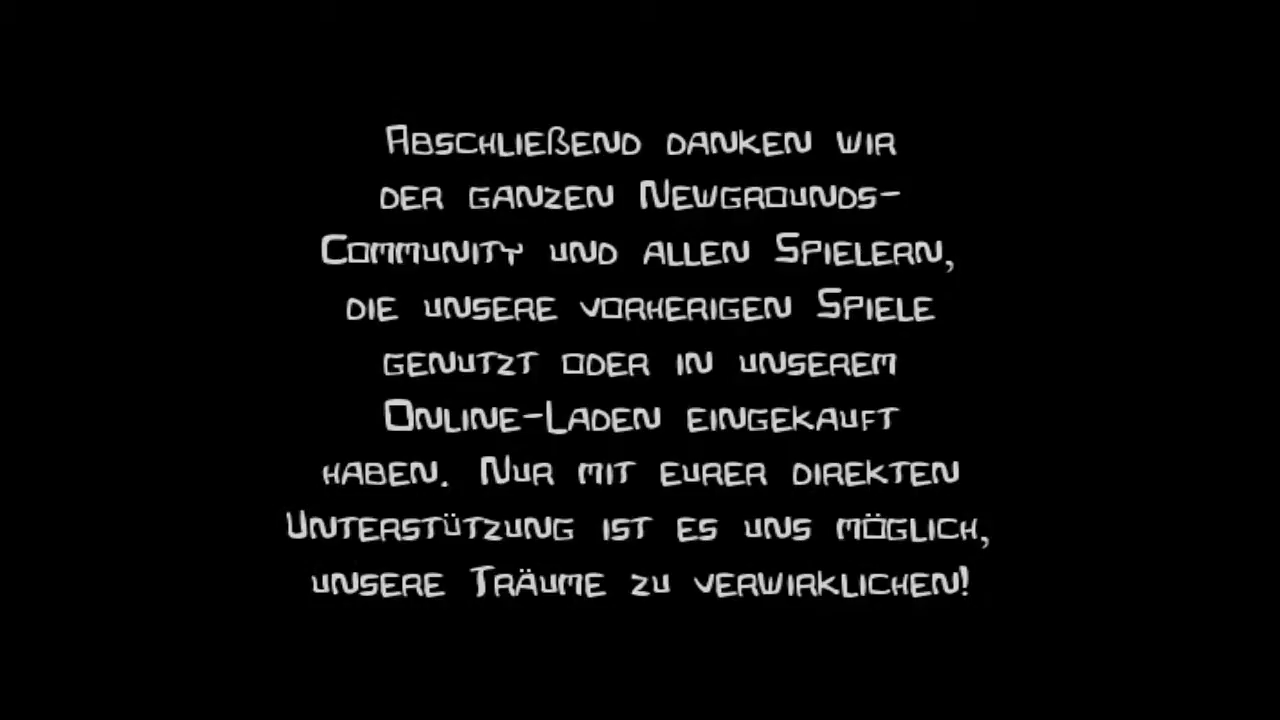 Abschließend danken wir
der ganzen Newgrounds-
Community und allen Spielern,
die unsere vorherigen Spiele
genutzt oder in unserem
Online-Laden eingekauft
haben. Nur mit eurer direkten
Unterstützung ist es uns möglich,
unsere Träume zu verwirklichen!